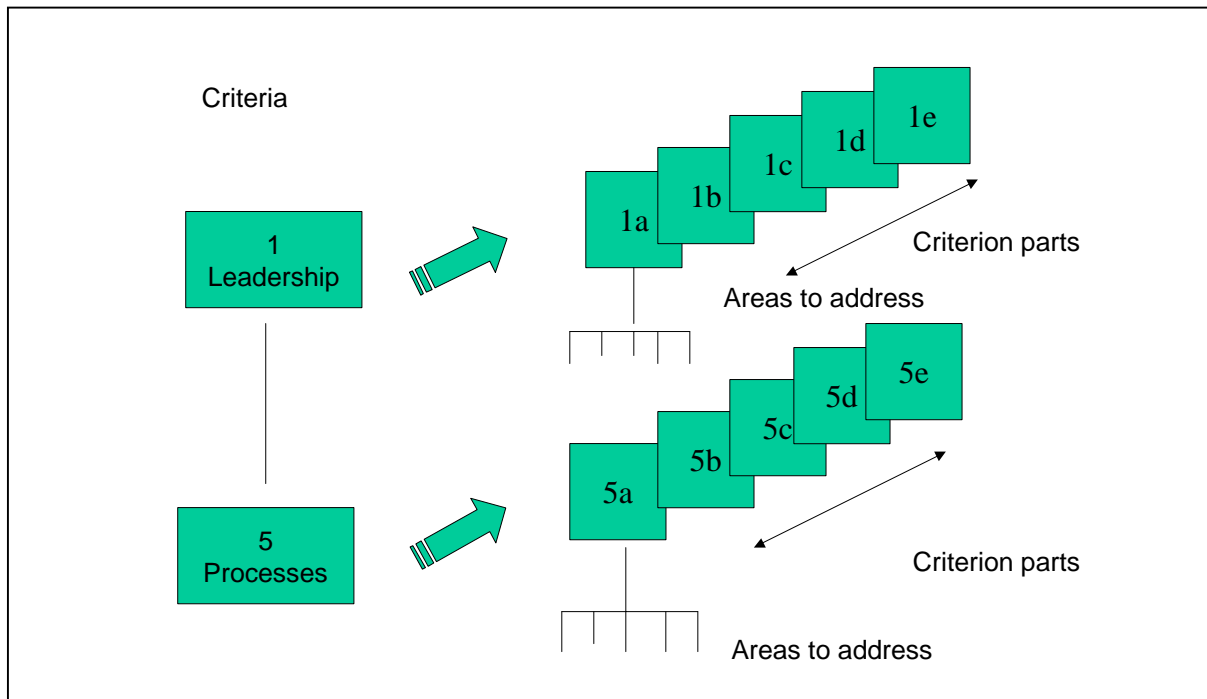 Criteria
1e
1d
1c
1b
1a
1
Leadership
Criterion parts
Areas to address
5e
5d
5c
5b
5a
5
Processes
Criterion parts
Areas to address